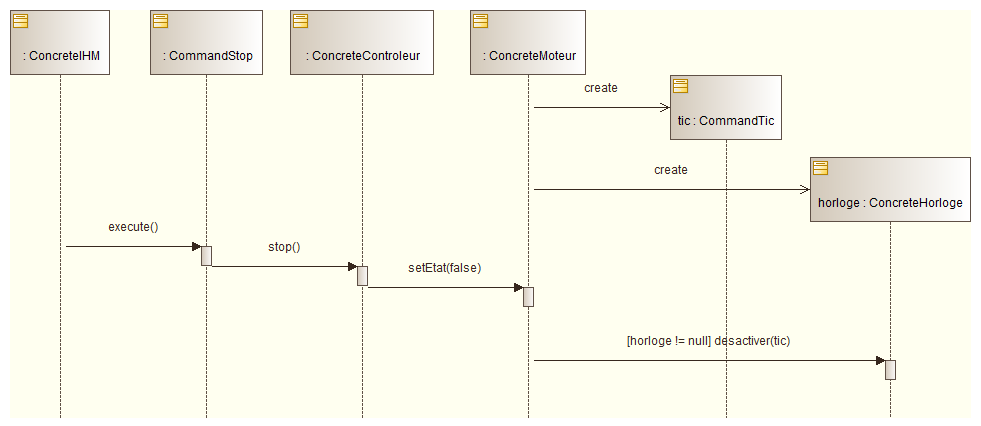 : ConcreteIHM
: CommandStop
: ConcreteControleur
: ConcreteMoteur
create
tic : CommandTic
create
horloge : ConcreteHorloge
execute()
stop()
setEtat(false)
[horloge != null] desactiver(tic)